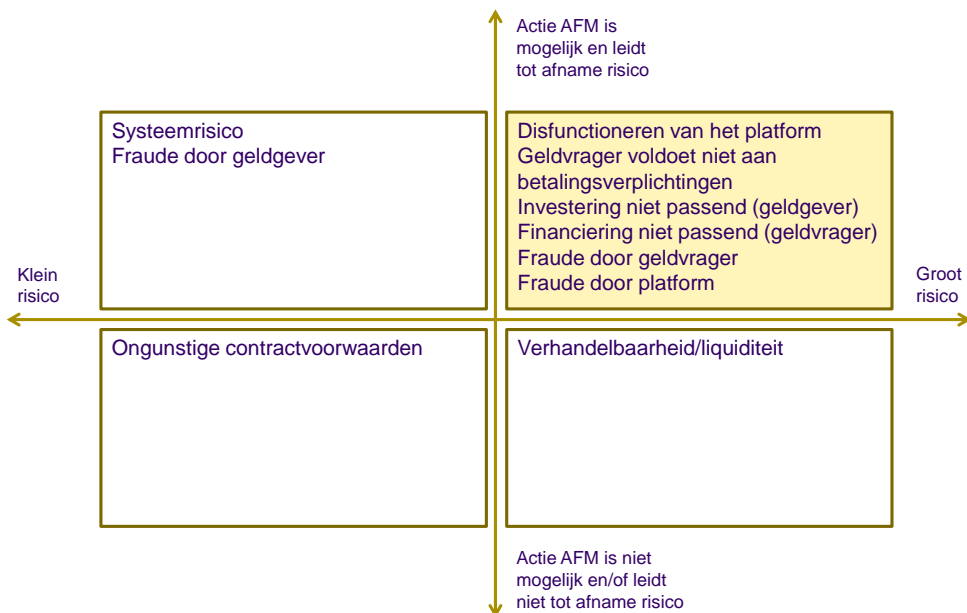 Actie AFM is
mogelijk en leidt
tot afname risico
Systeemrisico
Fraude door geldgever
Disfunctioneren van het platform
Geldvrager voldoet niet aan
betalingsverplichtingen
Investering niet passend (geldgever)
Financiering niet passend (geldvrager)
Fraude door geldvrager
Fraude door platform
Klein
risico
Groot
risico
Ongunstige contractvoorwaarden
Verhandelbaarheid/liquiditeit
Actie AFM is niet
mogelijk en/of leidt
niet tot afname risico